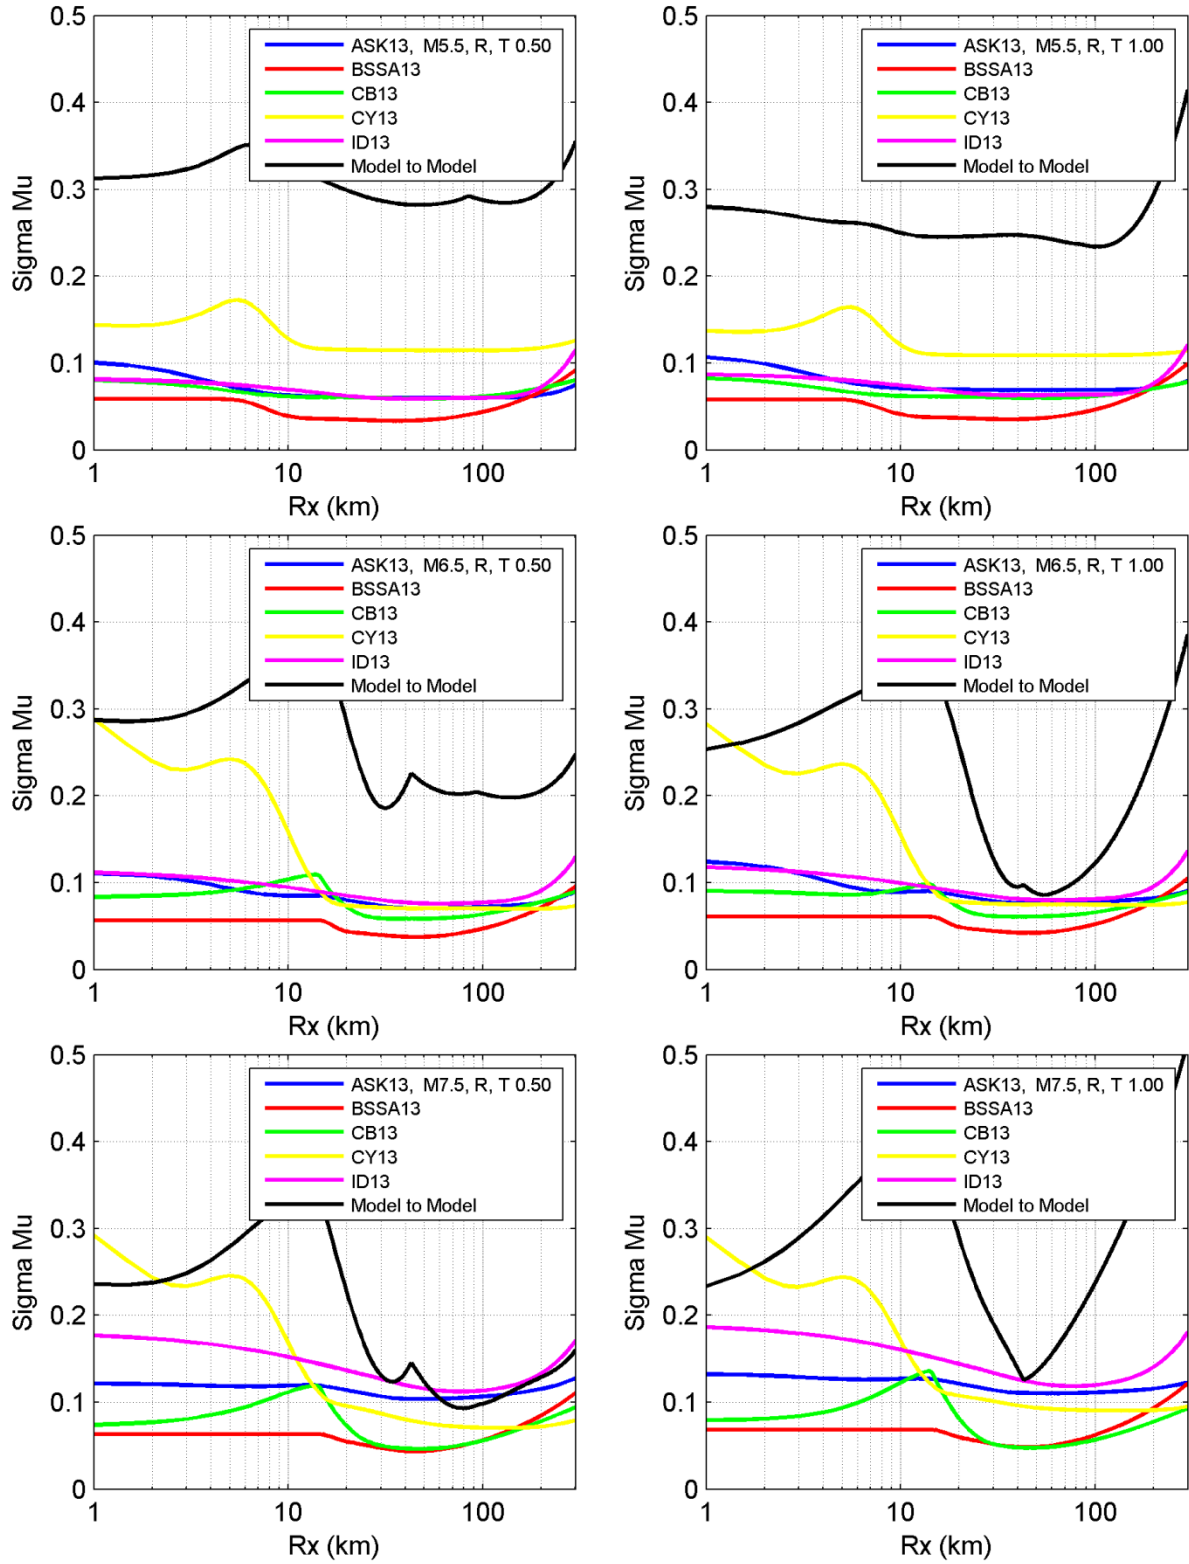 0.5
0.4
0.3
0.2
0.1
0
Sigma Mu
ASK13, M5.5, R, T 0.50
BSSA13
CB13
CY13
ID13
Model to Model
1
10
100
Rx (km)
0.5
0.4
0.3
0.2
0.1
0
Sigma Mu
ASK13, M5.5, R, T 1.00
BSSA13
CB13
CY13
ID13
Model to Model
1
10
100
Rx (km)
0.5
0.4
0.3
0.2
0.1
0
Sigma Mu
ASK13, M6.5, R, T 0.50
BSSA13
CB13
CY13
ID13
Model to Model
1
10
100
Rx (km)
0.5
0.4
0.3
0.2
0.1
0
Sigma Mu
ASK13, M6.5, R, T 1.00
BSSA13
CB13
CY13
ID13
Model to Model
1
10
100
Rx (km)
0.5
0.4
0.3
0.2
0.1
0
Sigma Mu
ASK13, M7.5, R, T 0.50
BSSA13
CB13
CY13
ID13
Model to Model
1
10
100
Rx (km)
0.5
0.4
0.3
0.2
0.1
0
Sigma Mu
ASK13, M7.5, R, T 1.00
BSSA13
CB13
CY13
ID13
Model to Model
1
10
100
Rx (km)